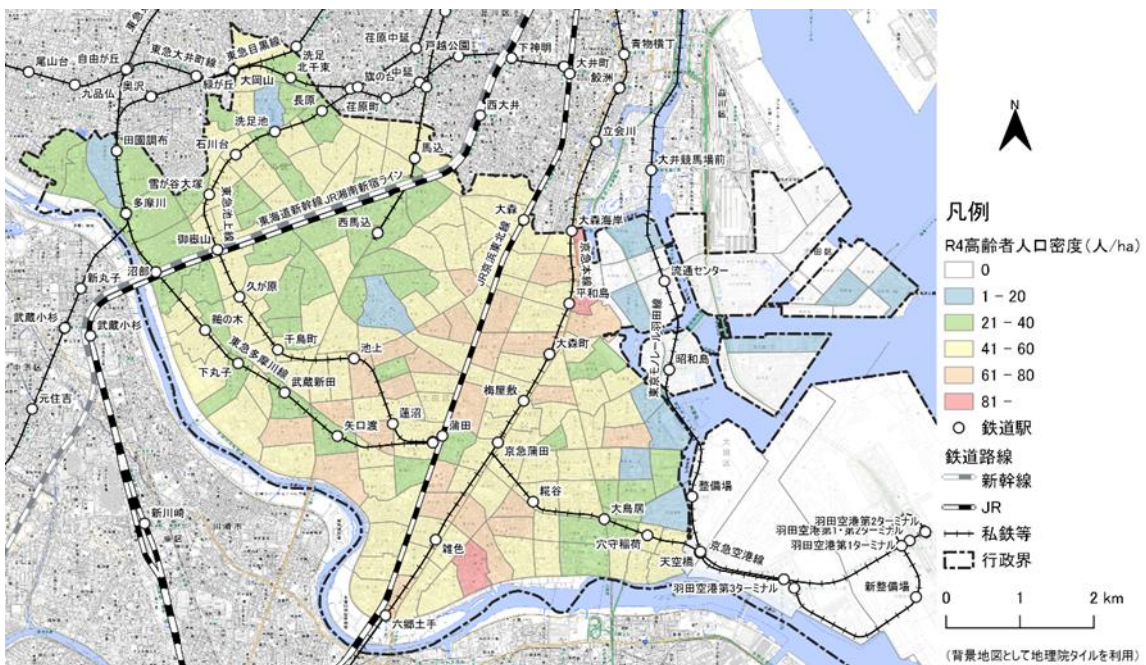 荏原中延
戸越公園
下神明
青物横丁
尾山台
自由が丘
東急大井町線
東急目黒線
洗足
北千束
旗の台
中延
大井町
鮫洲
九品仏
奥沢
緑が丘
大岡山
長原
荏原町
西大井
洗足池
立会川
田園調布
石川台
馬込
大井競馬場前
雪が谷大塚
東急池上線
東海道新幹線
JR湘南新宿ライン
多摩川
西馬込
大森
大森海岸
御嶽山
JR京浜東北線
京急本線
新丸子
沼部
久が原
平和島
流通センター
武蔵小杉
武蔵小杉
鵜の木
千鳥町
池上
大森町
東京モノレール羽田線
昭和島
東急多摩川線
下丸子
武蔵新田
梅屋敷
元住吉
矢口渡
蓮沼
蒲田
京急蒲田
糀谷
整備場
新川崎
大鳥居
羽田空港第2ターミナル
羽田空港第1・第2ターミナル
羽田空港第1ターミナル
雑色
穴守稲荷
天空橋
京急空港線
羽田空港第3ターミナル
新整備場
六郷土手
N
凡例
R4高齢者人口密度(人/ha)
0
1 - 20
21 - 40
41 - 60
61 - 80
81 -
鉄道駅
鉄道路線
新幹線
JR
私鉄等
行政界
0 1 2 km
(背景地図として地理院タイルを利用)